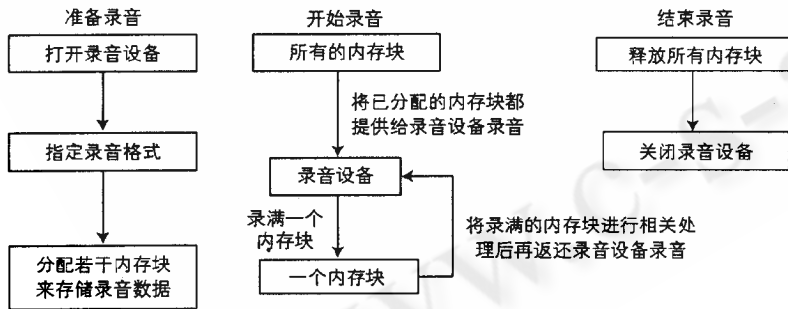 准备录音
打开录音设备
指定录音格式
分配若干内存块
来存储录音数据
开始录音
所有的内存块
将已分配的内存块都
提供给录音设备录音
录音设备
录满一个
内存块
将录满的内存块进行相关处
理后再返还录音设备录音
一个内存块
结束录音
释放所有内存块
关闭录音设备
www.c-s-